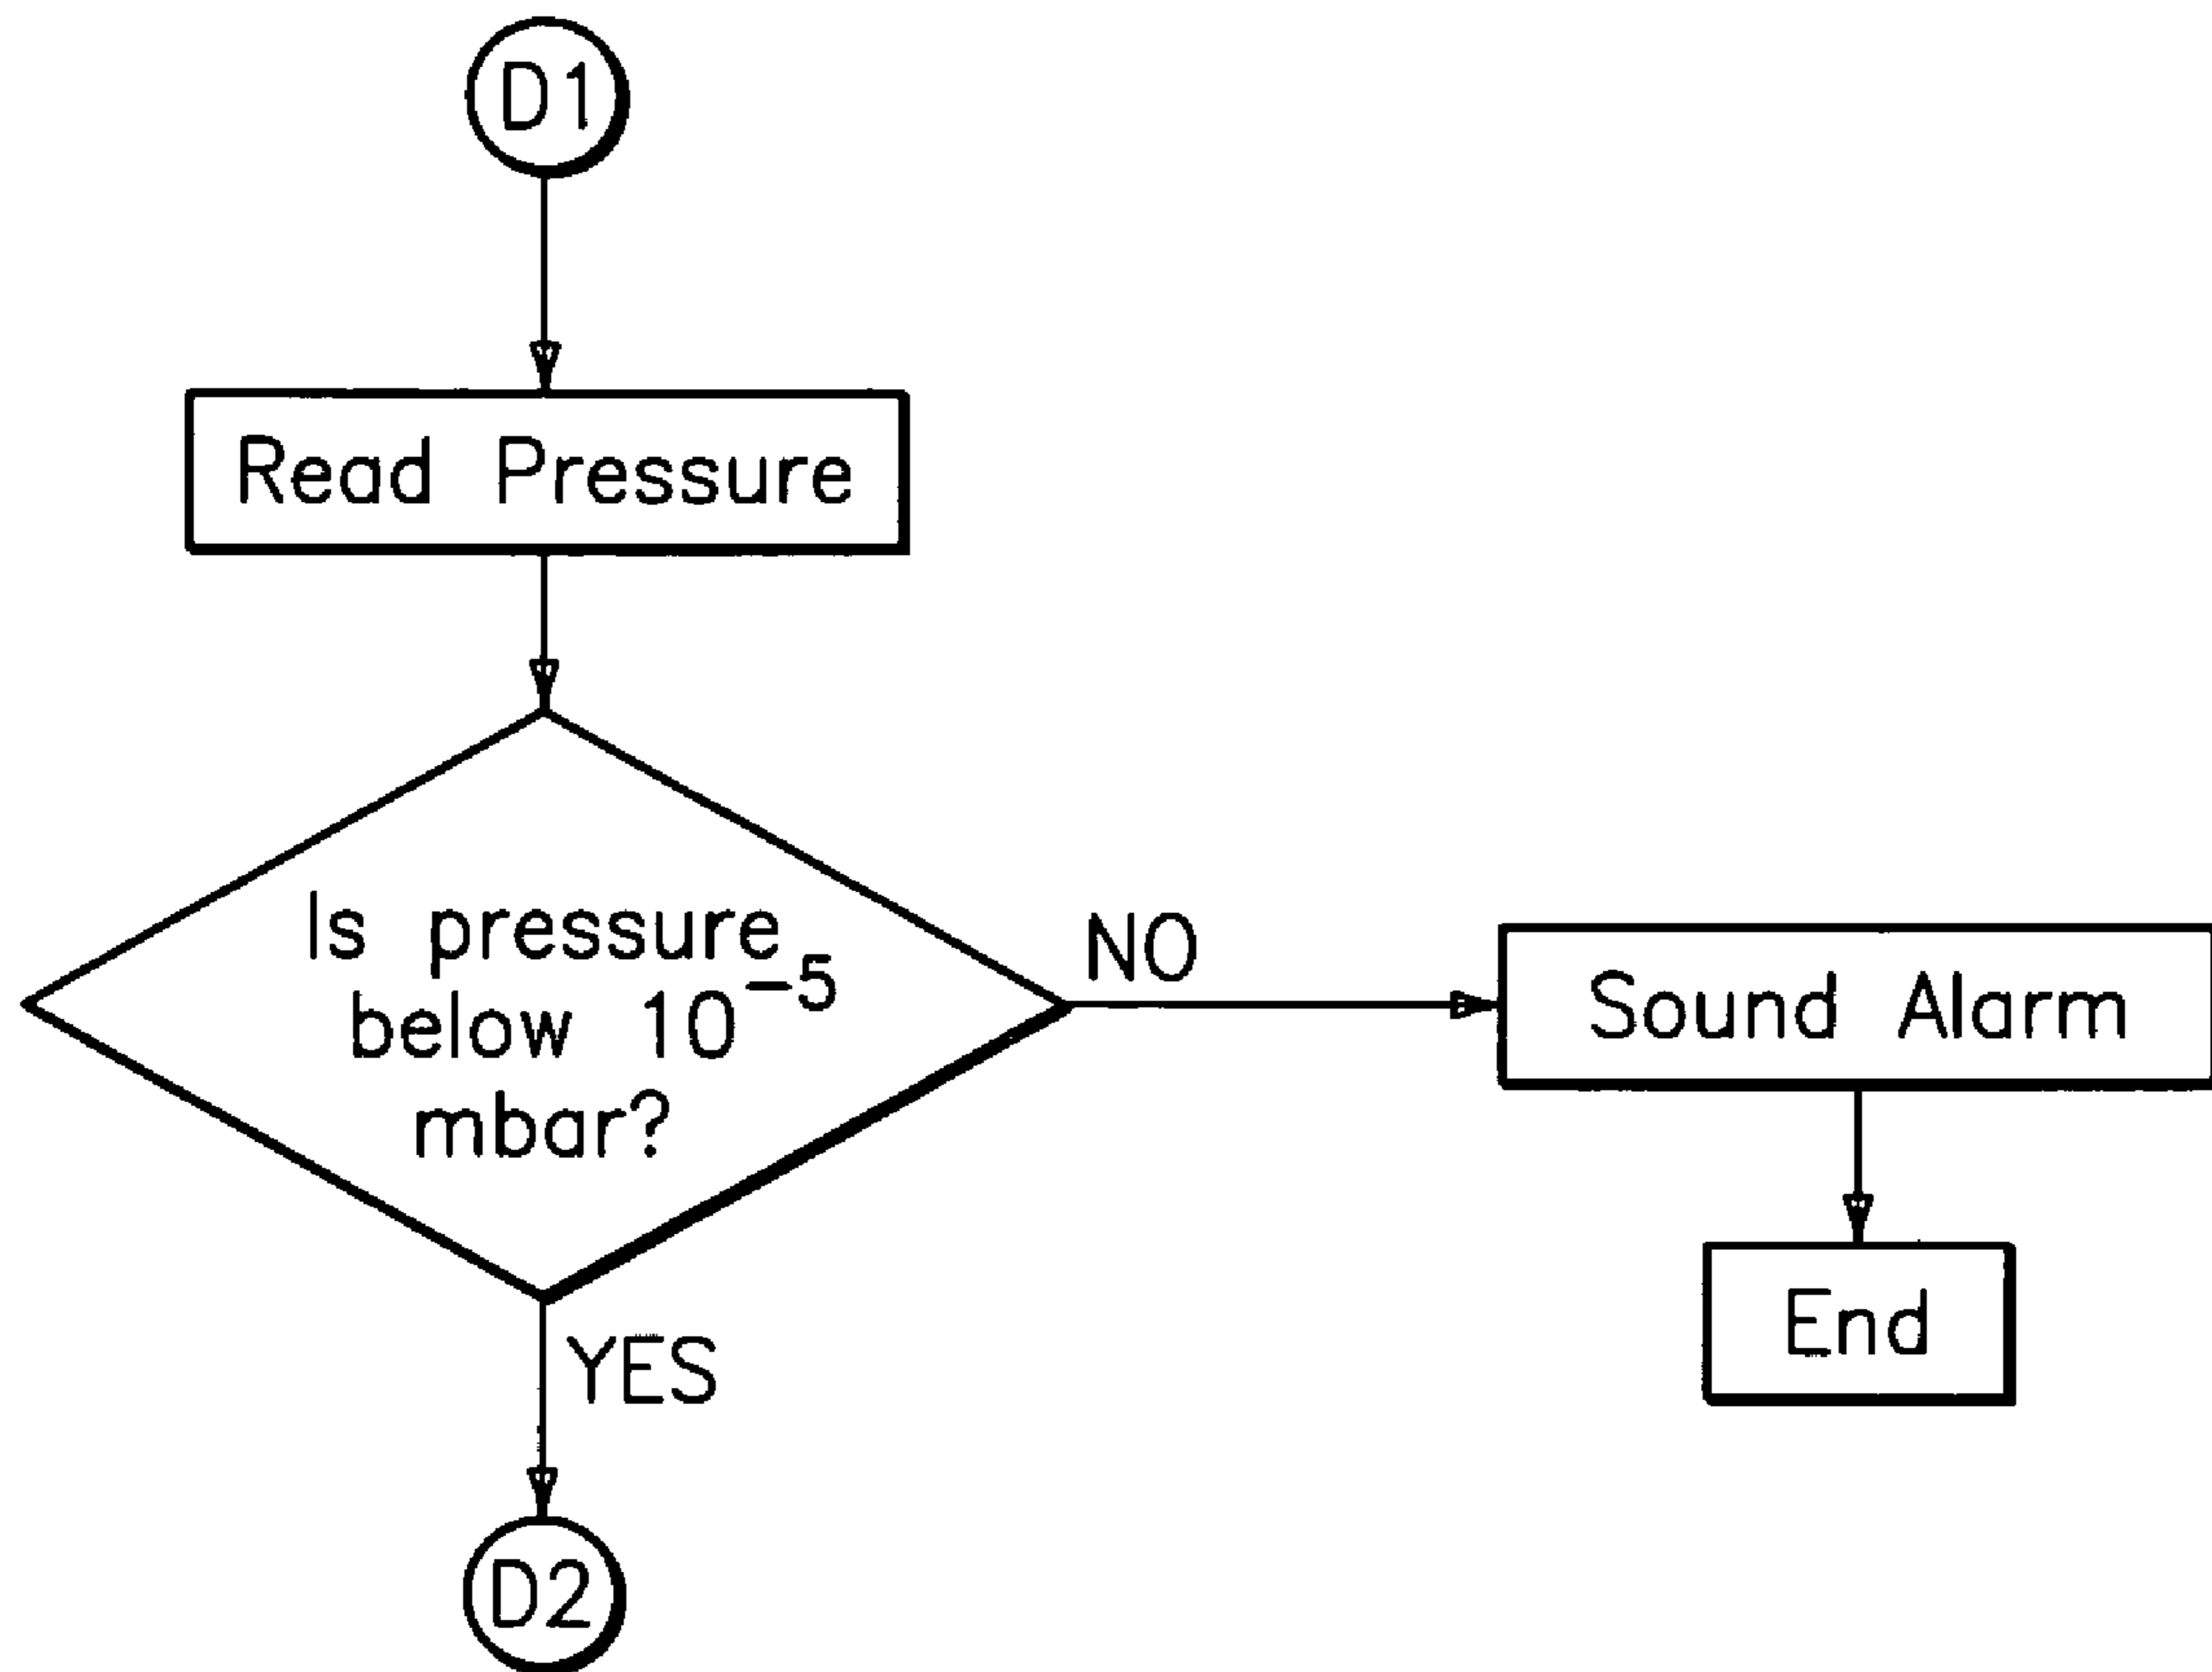 D1
Read Pressure
Is pressure
below 10⁻⁵
mbar?
NO
Sound Alarm
End
YES
D2